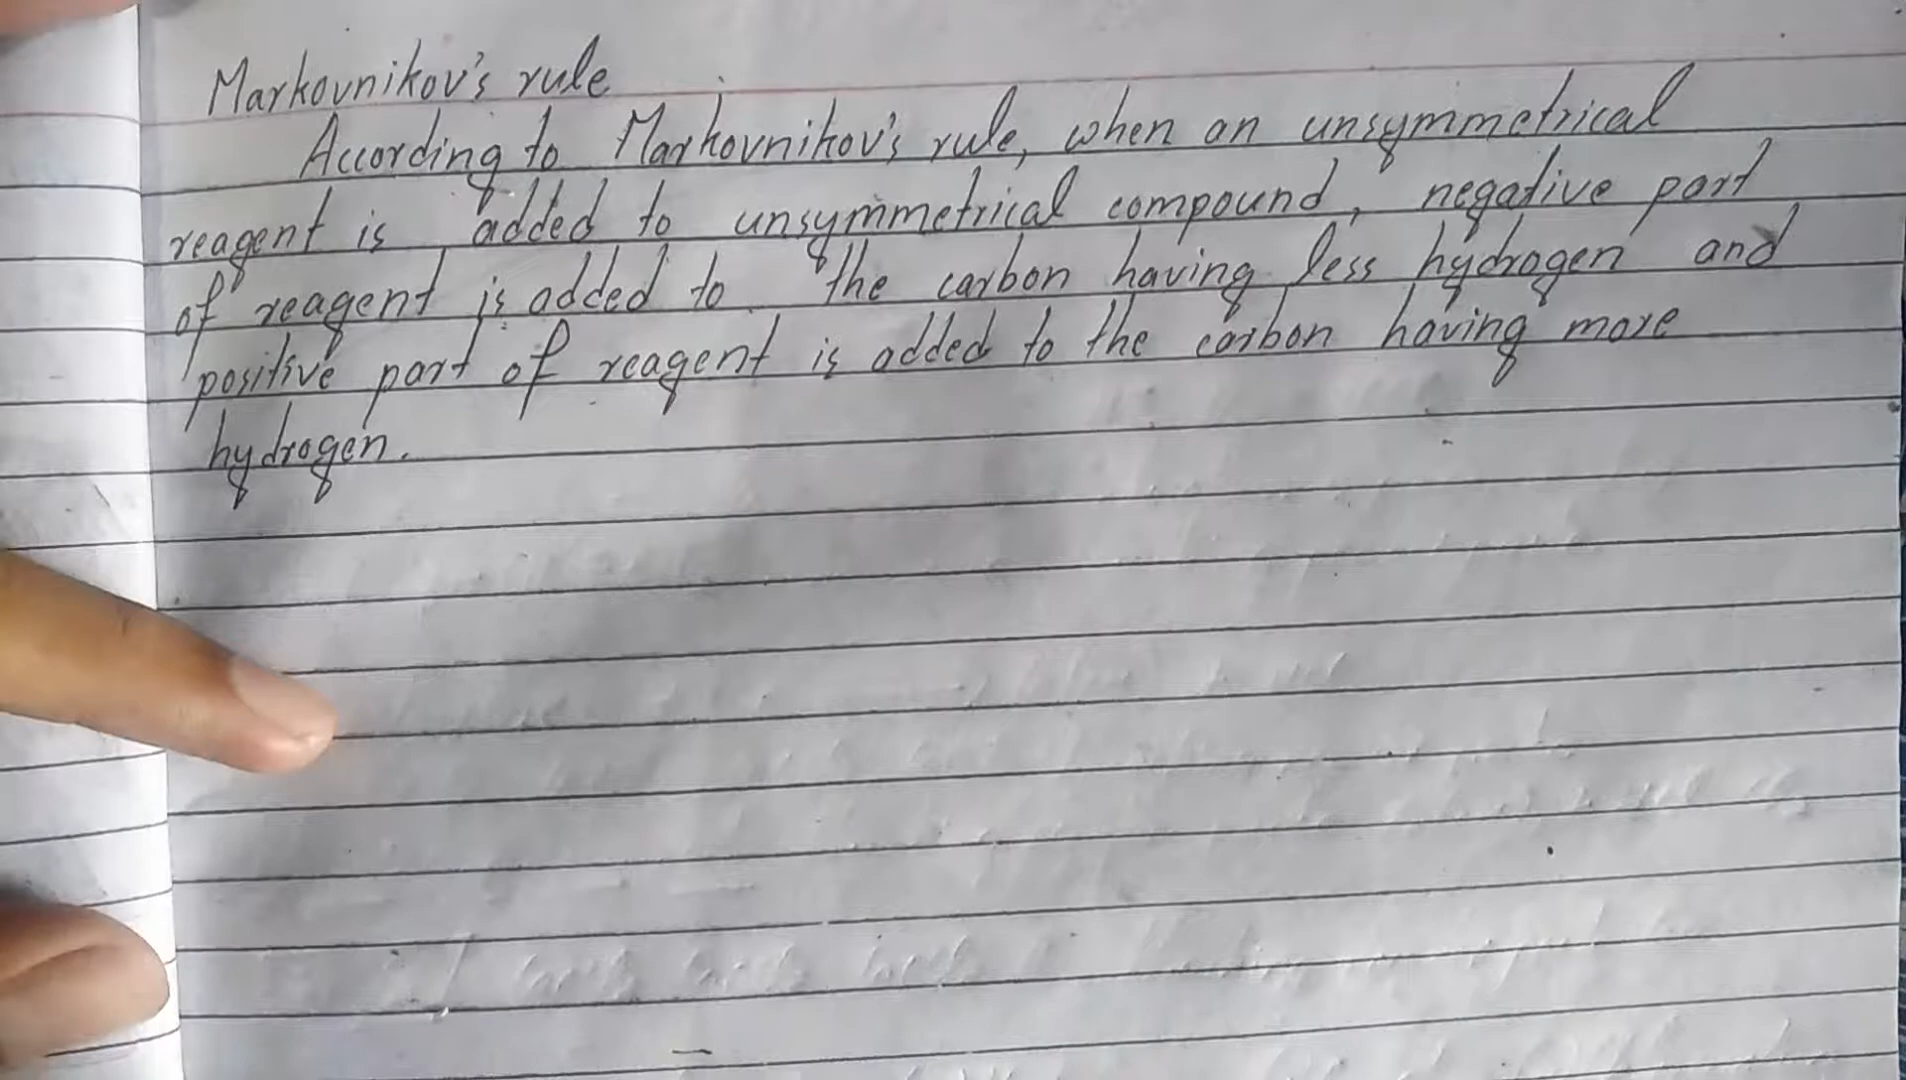 Markovnikov's rule
According to Markovnikov's rule, when an unsymmetrical
reagent is added to unsymmetrical compound, negative part
of reagent is added to the carbon having less hydrogen and
positive part of reagent is added to the carbon having more
hydrogen.